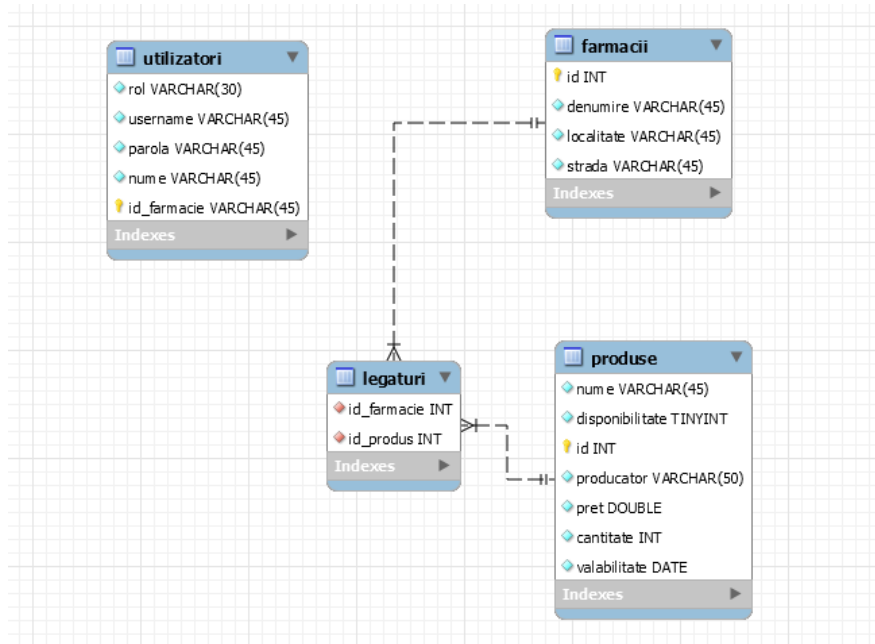 utilizatori
rol VARCHAR(30)
username VARCHAR(45)
parola VARCHAR(45)
nume VARCHAR(45)
id_farmacie VARCHAR(45)
Indexes
farmacii
id INT
denumire VARCHAR(45)
localitate VARCHAR(45)
strada VARCHAR(45)
Indexes
legaturi
id_farmacie INT
id_produs INT
Indexes
produse
nume VARCHAR(45)
disponibilitate TINYINT
id INT
producator VARCHAR(50)
pret DOUBLE
cantitate INT
valabilitate DATE
Indexes